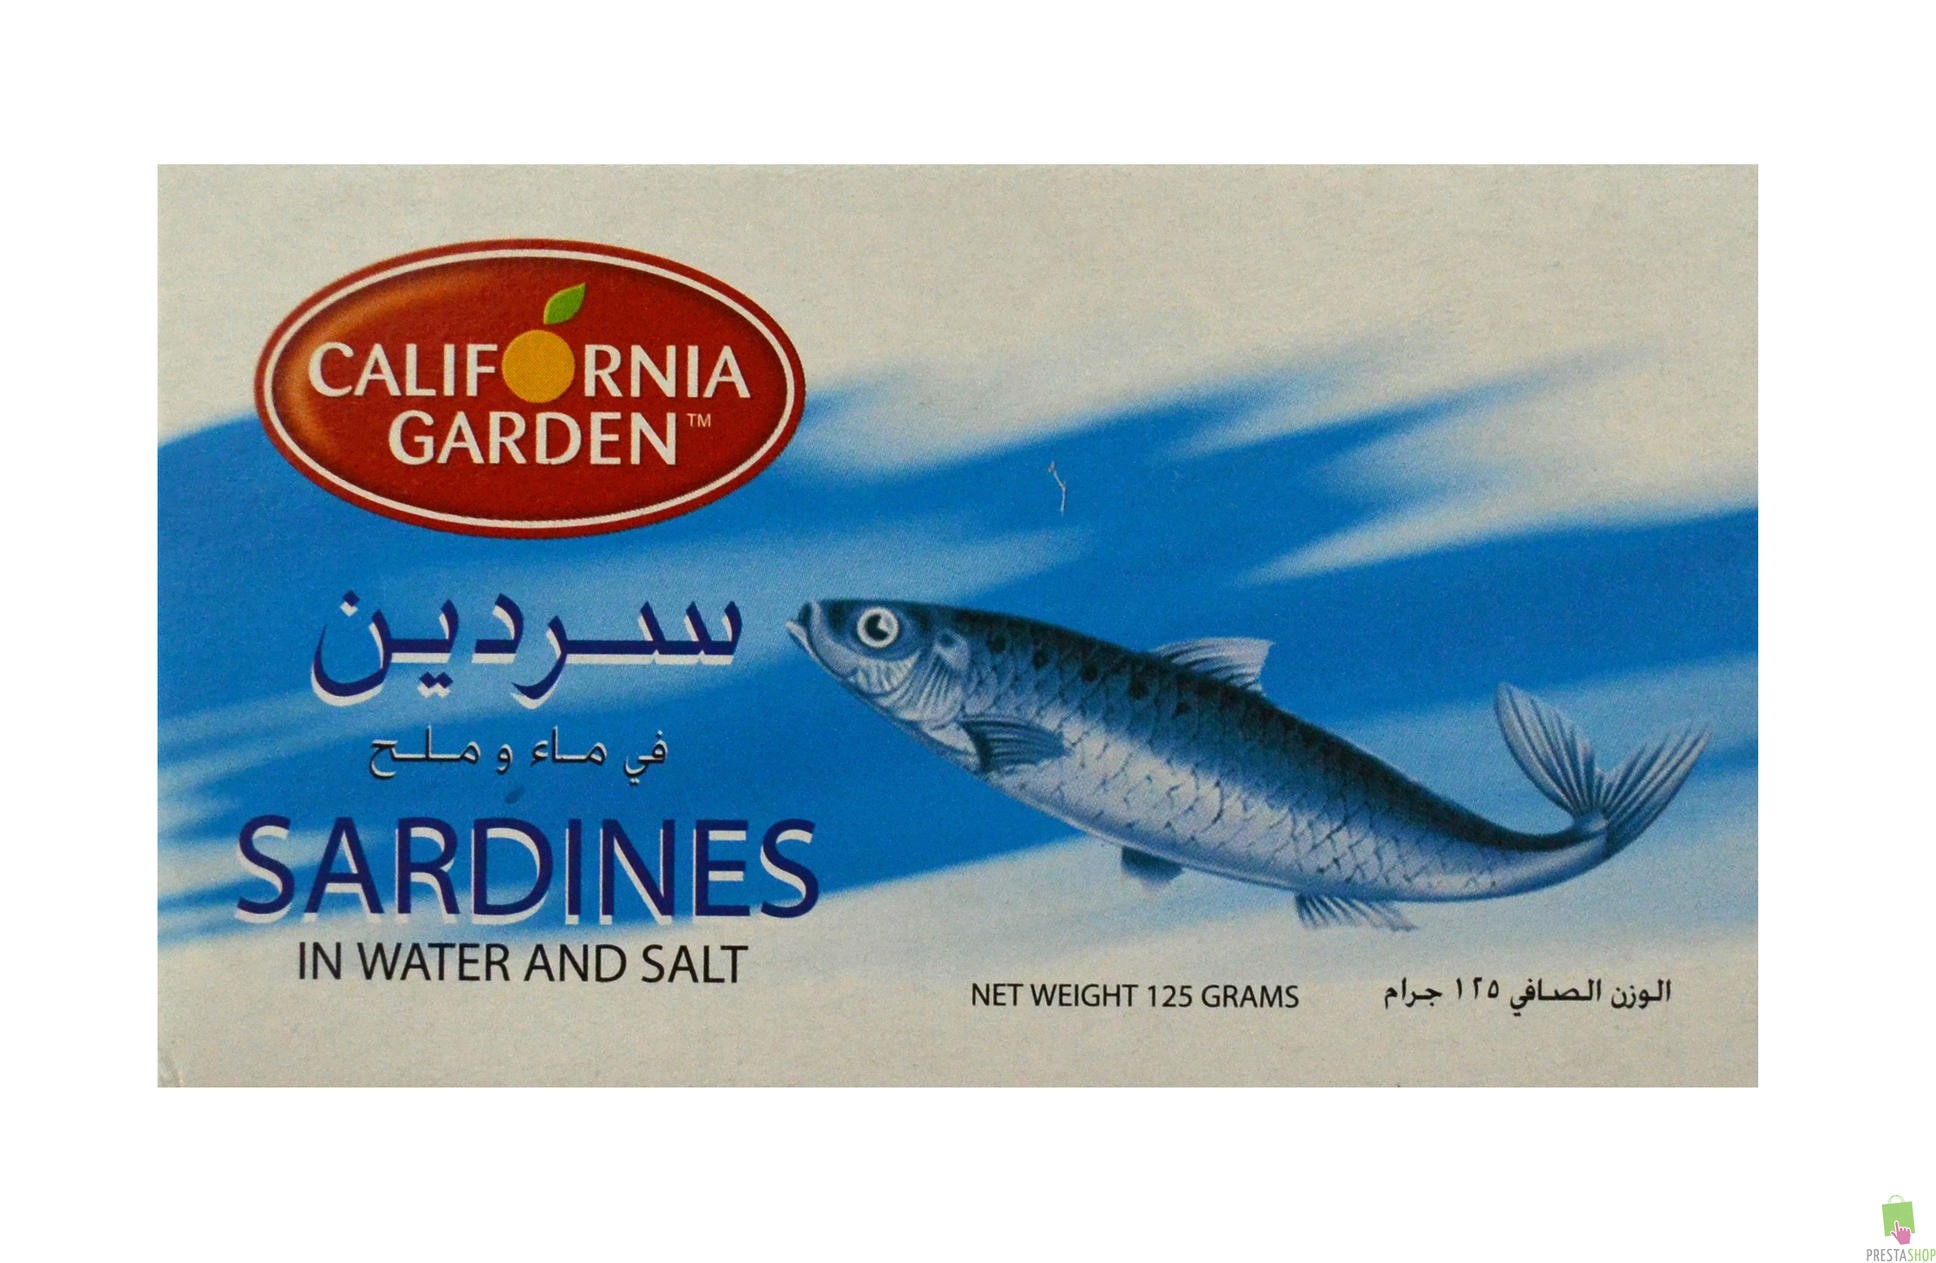 CALIFORNIA
GARDEN™
سردين
في ماء و ملح
SARDINES
IN WATER AND SALT
NET WEIGHT 125 GRAMS
الوزن الصافي ١٢٥ جرام
PRESTASHOP